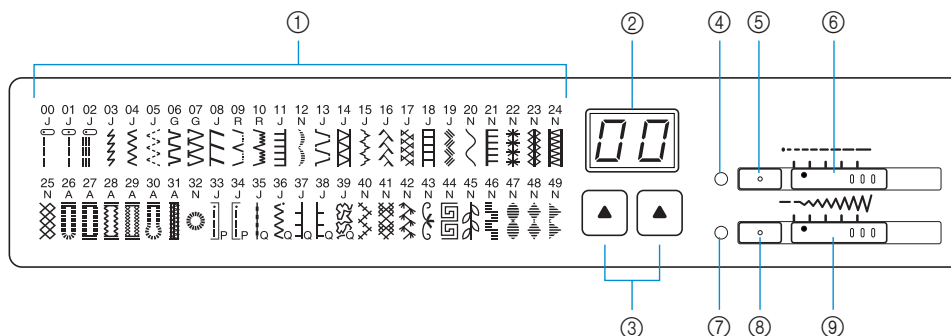 ① ② ④ ⑤ ⑥
00 01 02 03 04 05 06 07 08 09 10 11 12 13 14 15 16 17 18 19 20 21 22 23 24
J J J J J J G G J R R J N J J J J J J J N N N N N
00
25 26 27 28 29 30 31 32 33 34 35 36 37 38 39 40 41 42 43 44 45 46 47 48 49
N A A A A A A N J J J J J J J N N N N N N N N N N
P P Q Q Q Q Q
③ ⑦ ⑧ ⑨